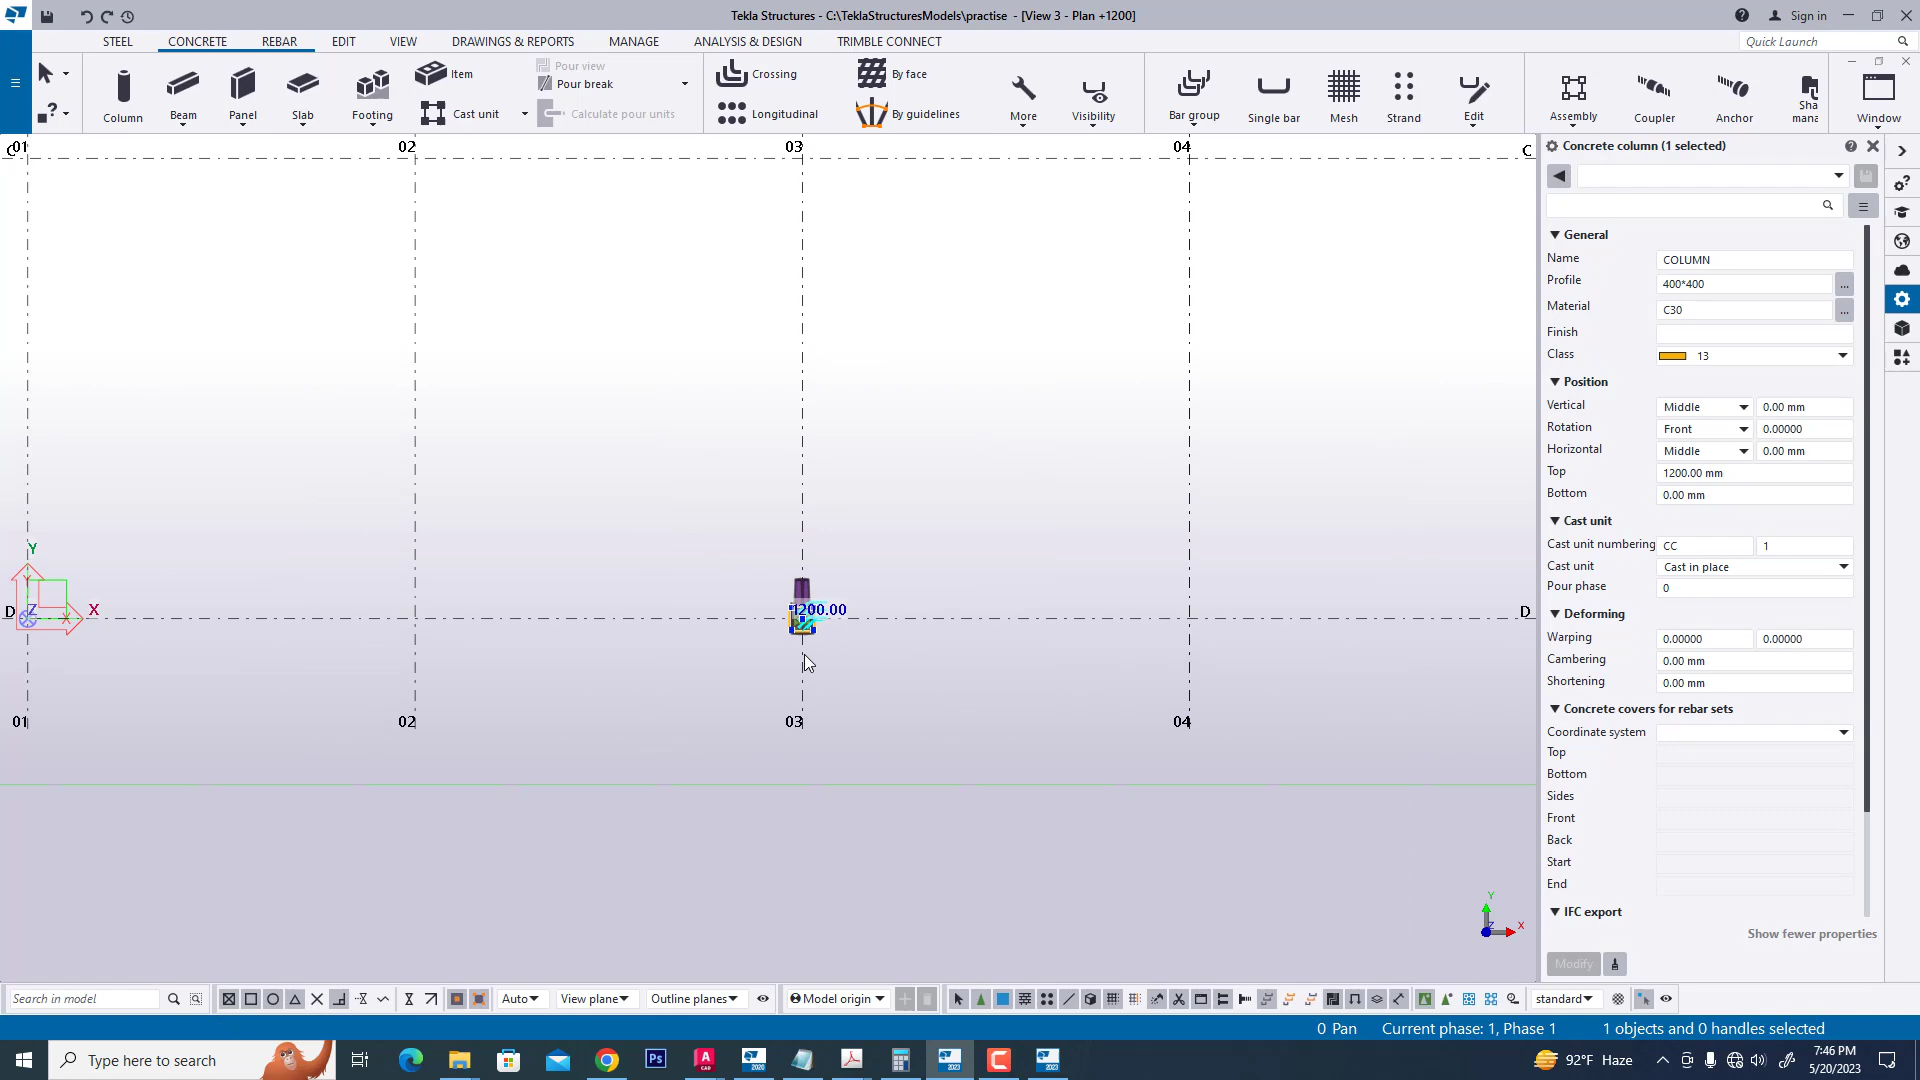 Tekla Structures - C:\TeklaStructuresModels\practise - [View 3 - Plan +1200]
Sign in
STEEL CONCRETE REBAR EDIT VIEW DRAWINGS & REPORTS MANAGE ANALYSIS & DESIGN TRIMBLE CONNECT
Quick Launch
Column Beam Panel Slab Footing
Item
Cast unit
Pour view
Pour break
Calculate pour units
Crossing
Longitudinal
By face
By guidelines
More Visibility Bar group Single bar Mesh Strand Edit Assembly Coupler Anchor
Sha
mana
Window
C 01 02 03 04 C
Y
D Z X X 1200.00 D
01 02 03 04
Y
Z X
Concrete column (1 selected)
General
Name COLUMN
Profile 400*400 ...
Material C30 ...
Finish
Class 13
Position
Vertical Middle 0.00 mm
Rotation Front 0.00000
Horizontal Middle 0.00 mm
Top 1200.00 mm
Bottom 0.00 mm
Cast unit
Cast unit numbering CC 1
Cast unit Cast in place
Pour phase 0
Deforming
Warping 0.00000 0.00000
Cambering 0.00 mm
Shortening 0.00 mm
Concrete covers for rebar sets
Coordinate system
Top
Bottom
Sides
Front
Back
Start
End
IFC export
Show fewer properties
Modify
Search in model
Auto View plane Outline planes Model origin standard
0 Pan Current phase: 1, Phase 1 1 objects and 0 handles selected
Type here to search
Ps
A
CAD
2020
2023
2023
92°F Haze
7:46 PM
5/20/2023